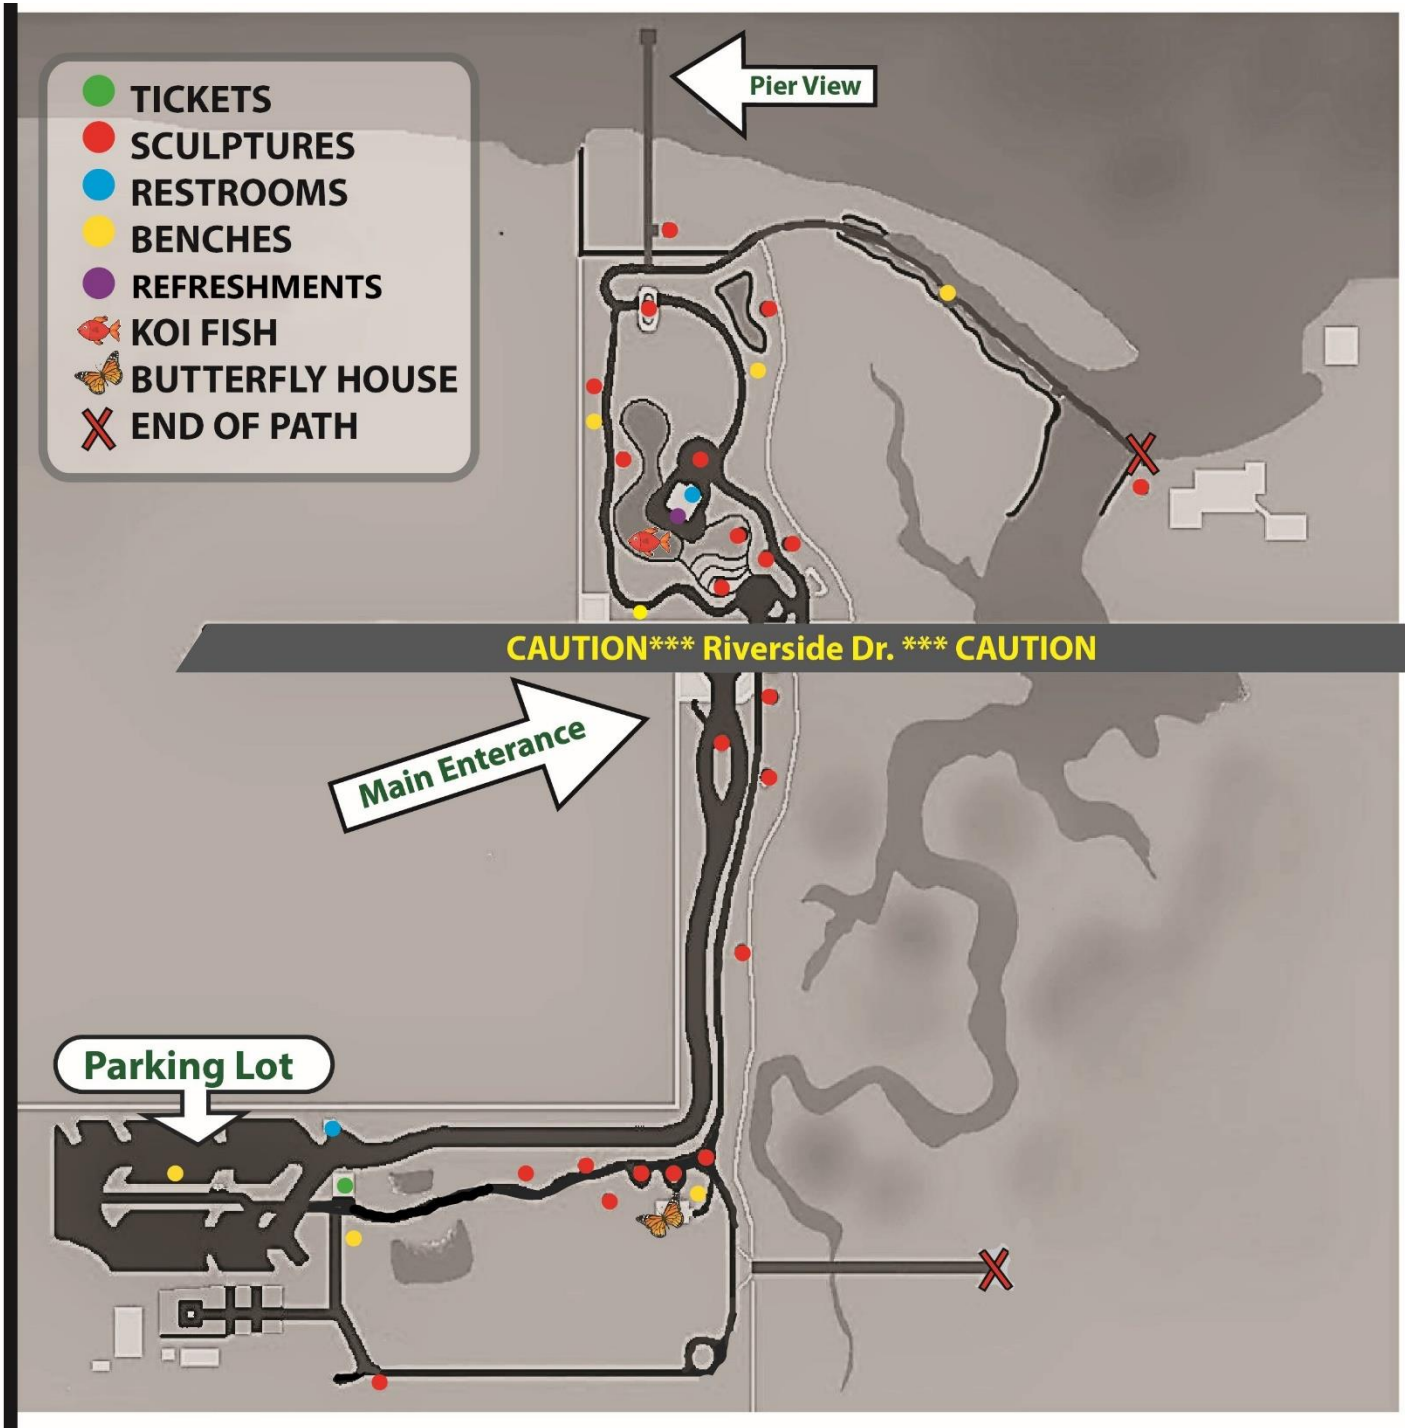 Pier View
TICKETS
SCULPTURES
RESTROOMS
BENCHES
REFRESHMENTS
KOI FISH
BUTTERFLY HOUSE
END OF PATH
CAUTION*** Riverside Dr. *** CAUTION
Main Enterance
Parking Lot